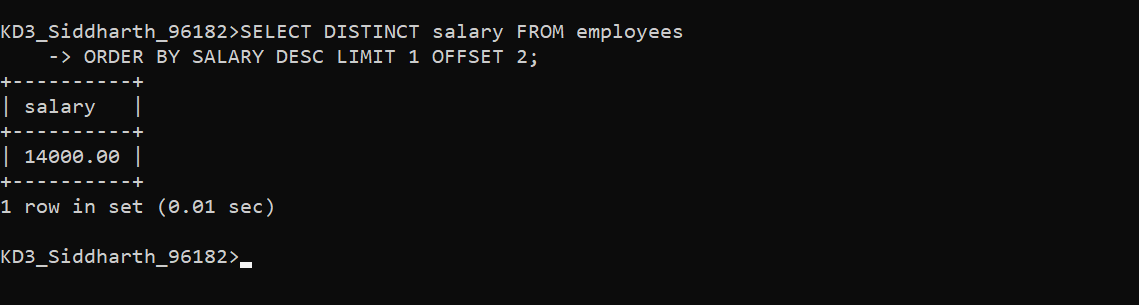 KD3_Siddharth_96182>SELECT DISTINCT salary FROM employees
    -> ORDER BY SALARY DESC LIMIT 1 OFFSET 2;
+----------+
| salary   |
+----------+
| 14000.00 |
+----------+
1 row in set (0.01 sec)
KD3_Siddharth_96182>